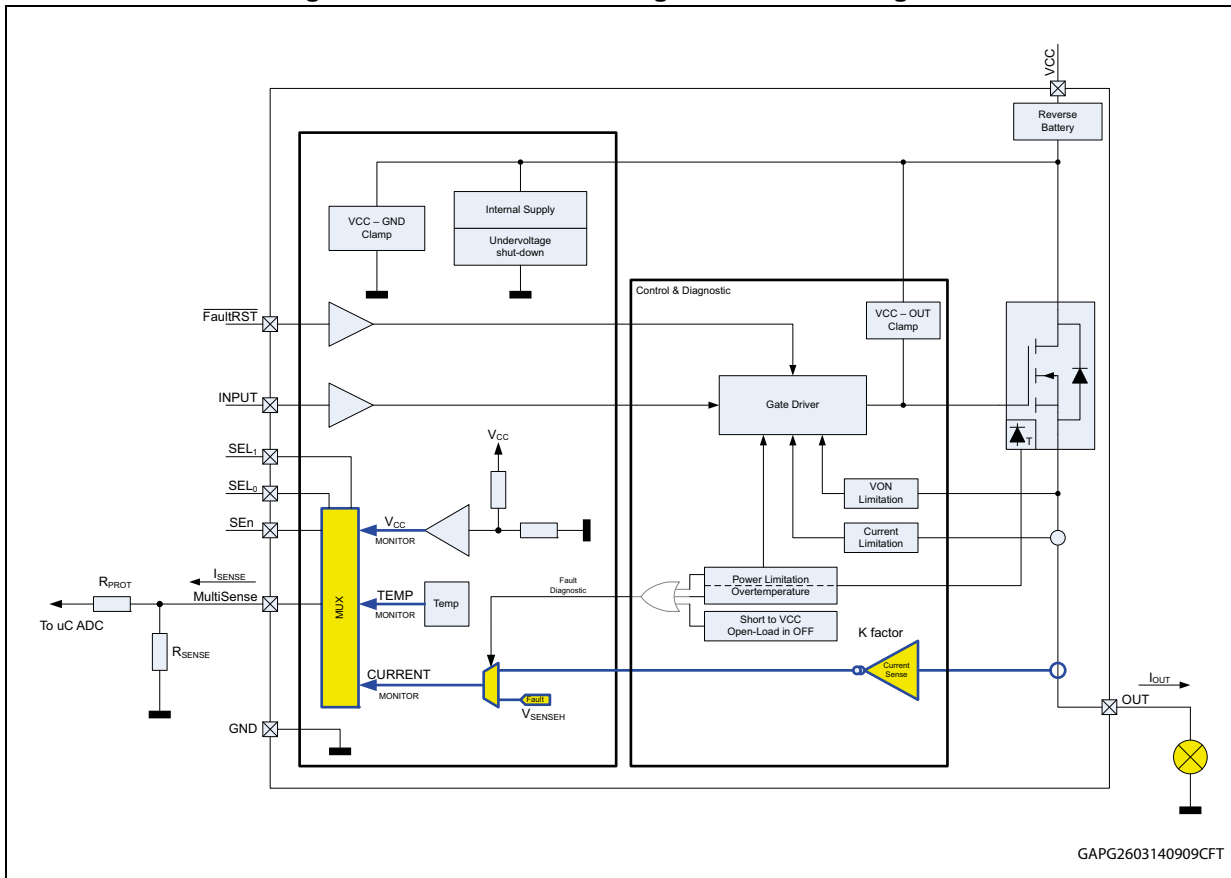 VCC
Reverse
Battery
Internal Supply
VCC – GND
Clamp
Undervoltage
shut-down
Control & Diagnostic
FaultRST
VCC – OUT
Clamp
INPUT
Gate Driver
T
SEL1
VCC
SEL0
VON
Limitation
SEn
VCC
MONITOR
Current
Limitation
ISENSE
RPROT
MultiSense
To uC ADC
RSENSE
MUX
TEMP
MONITOR
Temp
Fault
Diagnostic
Power Limitation
Overtemperature
Short to VCC
Open-Load in OFF
K factor
CURRENT
MONITOR
Current
Sense
Fault
VSENSEH
IOUT
OUT
GND
GAPG2603140909CFT